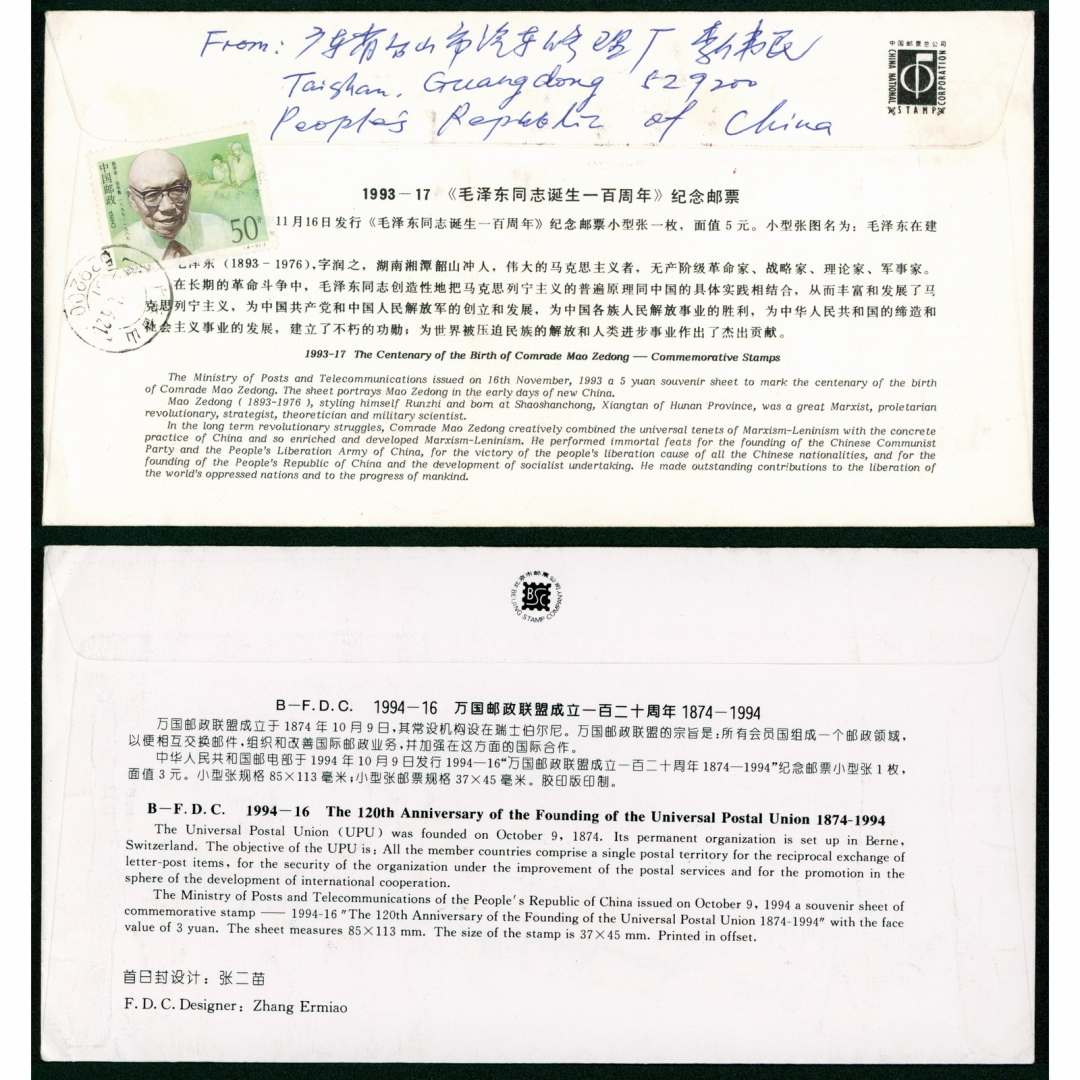 From: 广东省台山市汽车修理厂
Taishan, Guangdong 529200
People's Republic of China
中国邮票总公司
CHINA NATIONAL STAMP CORPORATION
中国邮政
50分
1993-17 《毛泽东同志诞生一百周年》纪念邮票
11月16日发行《毛泽东同志诞生一百周年》纪念邮票小型张一枚，面值5元。小型张图名为：毛泽东在建
毛泽东（1893-1976），字润之，湖南湘潭韶山冲人，伟大的马克思主义者，无产阶级革命家、战略家、理论家、军事家。
在长期的革命斗争中，毛泽东同志创造性地把马克思列宁主义的普遍原理同中国的具体实践相结合，从而丰富和发展了马
克思列宁主义，为中国共产党和中国人民解放军的创立和发展，为中国各族人民解放事业的胜利，为中华人民共和国的缔造和
社会主义事业的发展，建立了不朽的功勋；为世界被压迫民族的解放和人类进步事业作出了杰出贡献。
1993-17 The Centenary of the Birth of Comrade Mao Zedong — Commemorative Stamps
The Ministry of Posts and Telecommunications issued on 16th November, 1993 a 5 yuan souvenir sheet to mark the centenary of the birth
of Comrade Mao Zedong. The sheet portrays Mao Zedong in the early days of new China.
Mao Zedong ( 1893-1976 ), styling himself Runzhi and born at Shaoshanchong, Xiangtan of Hunan Province, was a great Marxist, proletarian
revolutionary, strategist, theoretician and military scientist.
In the long term revolutionary struggles, Comrade Mao Zedong creatively combined the universal tenets of Marxism-Leninism with the concrete
practice of China and so enriched and developed Marxism-Leninism. He performed immortal feats for the founding of the Chinese Communist
Party and the People's Liberation Army of China, for the victory of the people's liberation cause of all the Chinese nationalities, and for the
founding of the People's Republic of China and the development of socialist undertaking. He made outstanding contributions to the liberation of
the world's oppressed nations and to the progress of mankind.
北京市邮票公司
BSC
BEIJING STAMP COMPANY
B-F.D.C. 1994-16 万国邮政联盟成立一百二十周年 1874-1994
万国邮政联盟成立于1874年10月9日，其常设机构设在瑞士伯尔尼。万国邮政联盟的宗旨是：所有会员国组成一个邮政领域，
以便相互交换邮件，组织和改善国际邮政业务，并加强在这方面的国际合作。
中华人民共和国邮电部于1994年10月9日发行1994—16“万国邮政联盟成立一百二十周年1874—1994”纪念邮票小型张1枚，
面值3元。小型张规格85×113毫米；小型张邮票规格37×45毫米。胶印版印制。
B-F.D.C. 1994-16 The 120th Anniversary of the Founding of the Universal Postal Union 1874-1994
The Universal Postal Union (UPU) was founded on October 9, 1874. Its permanent organization is set up in Berne,
Switzerland. The objective of the UPU is: All the member countries comprise a single postal territory for the reciprocal exchange of
letter-post items, for the security of the organization under the improvement of the postal services and for the promotion in the
sphere of the development of international cooperation.
The Ministry of Posts and Telecommunications of the People's Republic of China issued on October 9, 1994 a souvenir sheet of
commemorative stamp —— 1994-16 "The 120th Anniversary of the Founding of the Universal Postal Union 1874-1994" with the face
value of 3 yuan. The sheet measures 85×113 mm. The size of the stamp is 37×45 mm. Printed in offset.
首日封设计：张二苗
F.D.C. Designer: Zhang Ermiao